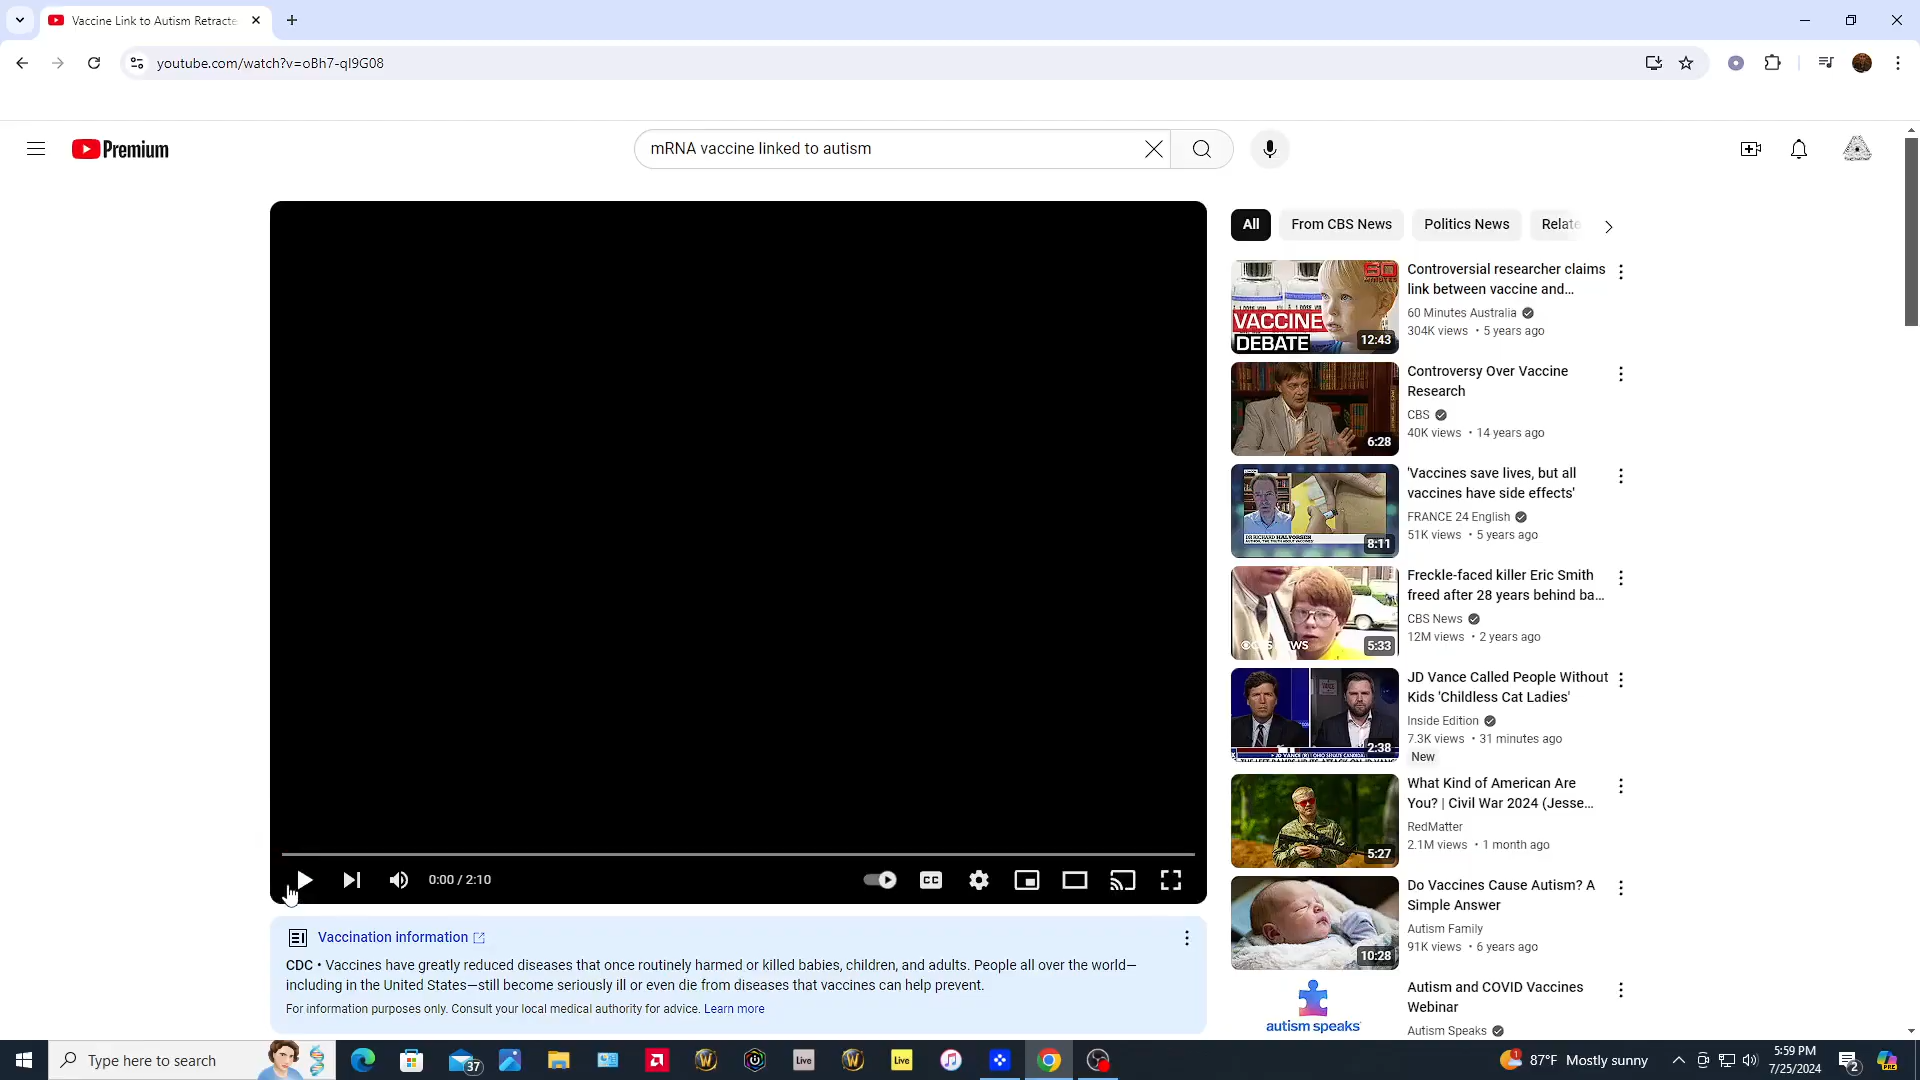 Vaccine Link to Autism Retracte
youtube.com/watch?v=oBh7-qI9G08
Premium
mRNA vaccine linked to autism
All
From CBS News
Politics News
Relate
60
MINUTES
VACCINE
DEBATE
12:43
Controversial researcher claims
link between vaccine and...
60 Minutes Australia
304K views • 5 years ago
6:28
Controversy Over Vaccine
Research
CBS
40K views • 14 years ago
DR RICHARD HALVORSEN
8:11
'Vaccines save lives, but all
vaccines have side effects'
FRANCE 24 English
51K views • 5 years ago
5:33
Freckle-faced killer Eric Smith
freed after 28 years behind ba...
CBS News
12M views • 2 years ago
2:38
JD Vance Called People Without
Kids 'Childless Cat Ladies'
Inside Edition
7.3K views • 31 minutes ago
New
5:27
What Kind of American Are
You? | Civil War 2024 (Jesse...
RedMatter
2.1M views • 1 month ago
10:28
Do Vaccines Cause Autism? A
Simple Answer
Autism Family
91K views • 6 years ago
autism speaks
Autism and COVID Vaccines
Webinar
Autism Speaks
0:00 / 2:10
CC
Vaccination information
CDC • Vaccines have greatly reduced diseases that once routinely harmed or killed babies, children, and adults. People all over the world—
including in the United States—still become seriously ill or even die from diseases that vaccines can help prevent.
For information purposes only. Consult your local medical authority for advice. Learn more
Type here to search
37
Live
Live
1
87°F Mostly sunny
5:59 PM
7/25/2024
2
PRE